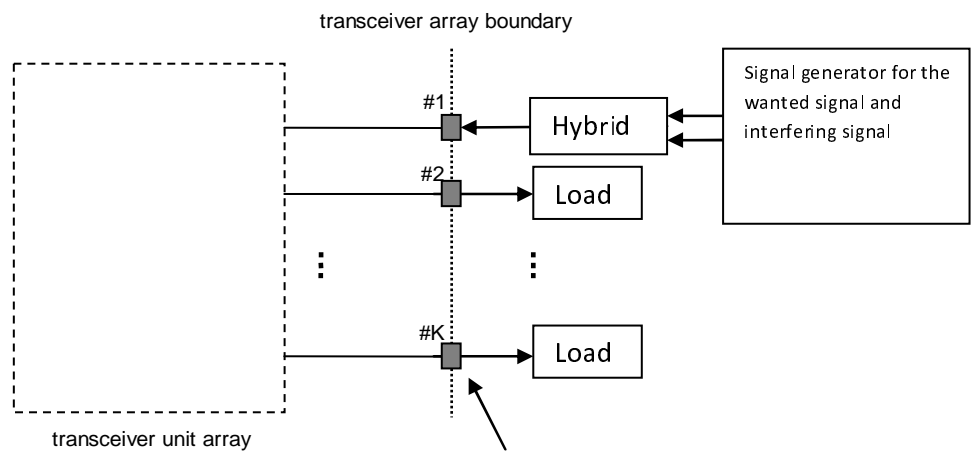 transceiver array boundary
Signal generator for the
wanted signal and
interfering signal
#1
Hybrid
#2
Load
#K
Load
transceiver unit array